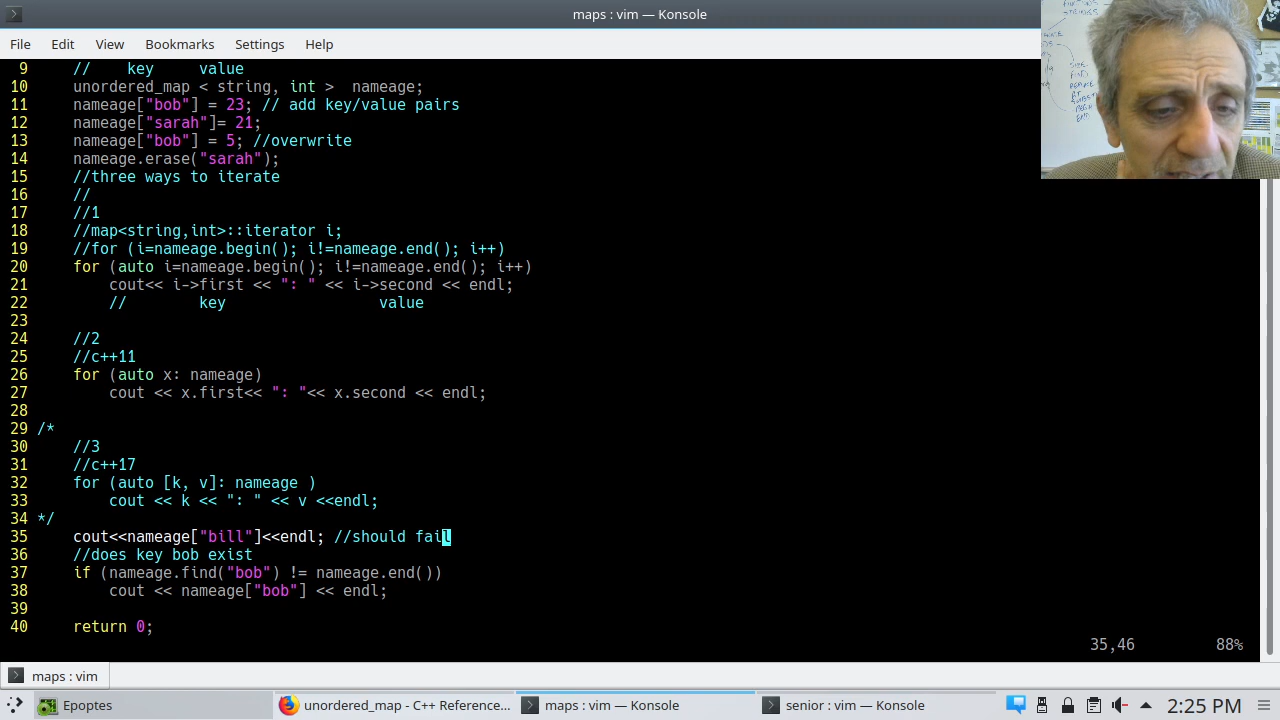 maps : vim — Konsole
File Edit View Bookmarks Settings Help
9 // key value
10 unordered_map < string, int > nameage;
11 nameage["bob"] = 23; // add key/value pairs
12 nameage["sarah"]= 21;
13 nameage["bob"] = 5; //overwrite
14 nameage.erase("sarah");
15 //three ways to iterate
16 //
17 //1
18 //map<string,int>::iterator i;
19 //for (i=nameage.begin(); i!=nameage.end(); i++)
20 for (auto i=nameage.begin(); i!=nameage.end(); i++)
21 cout<< i->first << ": " << i->second << endl;
22 // key value
23
24 //2
25 //c++11
26 for (auto x: nameage)
27 cout << x.first<< ": "<< x.second << endl;
28
29 /*
30 //3
31 //c++17
32 for (auto [k, v]: nameage )
33 cout << k << ": " << v <<endl;
34 */
35 cout<<nameage["bill"]<<endl; //should fail
36 //does key bob exist
37 if (nameage.find("bob") != nameage.end())
38 cout << nameage["bob"] << endl;
39
40 return 0;
35,46 88%
maps : vim
Epoptes unordered_map - C++ Reference... maps : vim — Konsole senior : vim — Konsole 2:25 PM